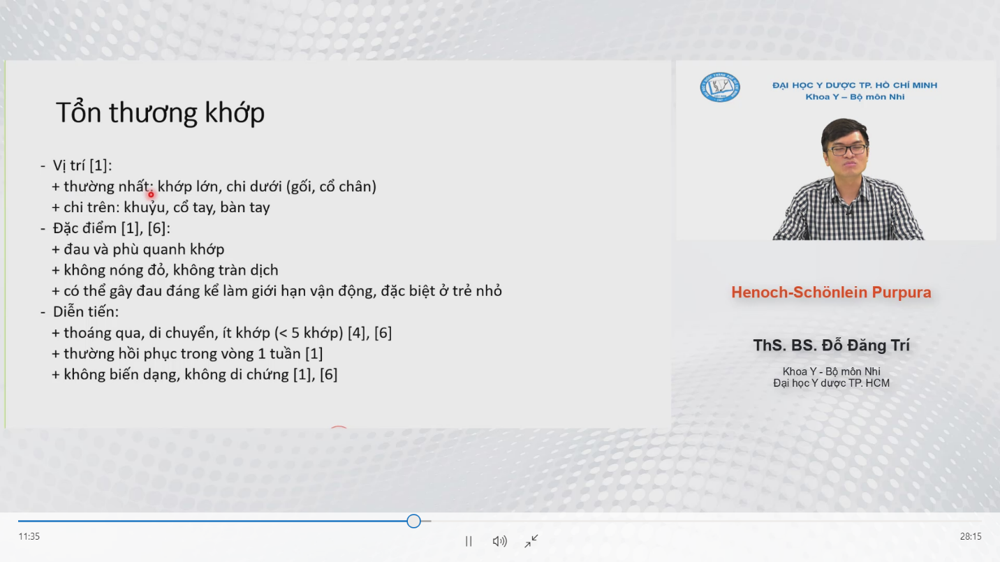 Tổn thương khớp
- Vị trí [1]:
+ thường nhất: khớp lớn, chi dưới (gối, cổ chân)
+ chi trên: khuỷu, cổ tay, bàn tay
- Đặc điểm [1], [6]:
+ đau và phù quanh khớp
+ không nóng đỏ, không tràn dịch
+ có thể gây đau đáng kể làm giới hạn vận động, đặc biệt ở trẻ nhỏ
- Diễn tiến:
+ thoáng qua, di chuyển, ít khớp (< 5 khớp) [4], [6]
+ thường hồi phục trong vòng 1 tuần [1]
+ không biến dạng, không di chứng [1], [6]
ĐẠI HỌC Y DƯỢC TP. HỒ CHÍ MINH
Khoa Y – Bộ môn Nhi
Henoch-Schönlein Purpura
ThS. BS. Đỗ Đăng Trí
Khoa Y - Bộ môn Nhi
Đại học Y dược TP. HCM
11:35
28:15